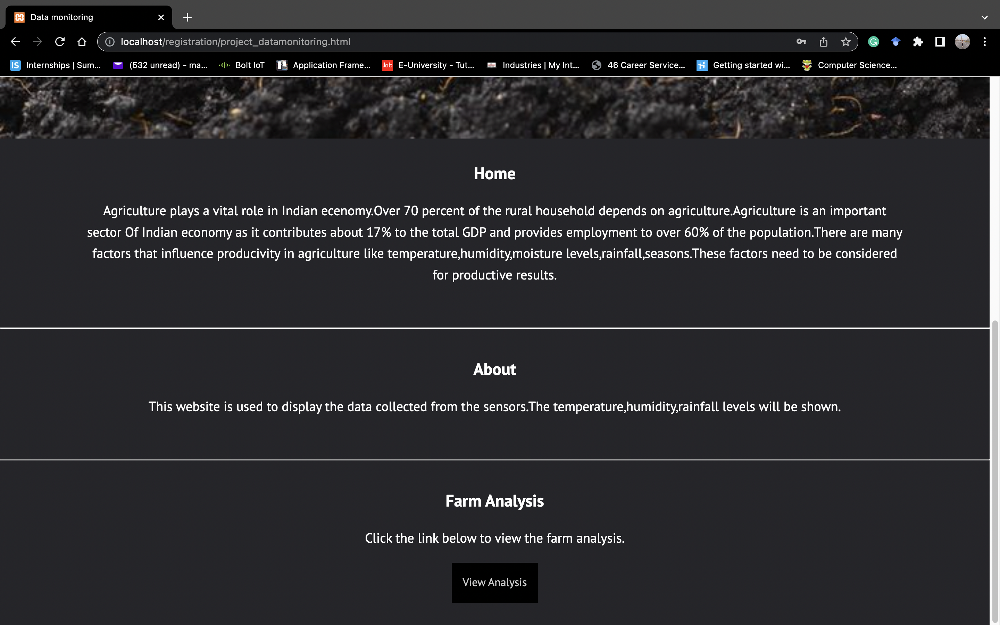 Data monitoring
localhost/registration/project_datamonitoring.html
IS Internships | Sum... (532 unread) - ma... Bolt IoT Application Frame... Job E-University - Tut... Industries | My Int... 46 Career Service... Getting started wi... Computer Science...
Home
Agriculture plays a vital role in Indian ecenomy.Over 70 percent of the rural household depends on agriculture.Agriculture is an important
sector Of Indian economy as it contributes about 17% to the total GDP and provides employment to over 60% of the population.There are many
factors that influence producivity in agriculture like temperature,humidity,moisture levels,rainfall,seasons.These factors need to be considered
for productive results.
About
This website is used to display the data collected from the sensors.The temperature,humidity,rainfall levels will be shown.
Farm Analysis
Click the link below to view the farm analysis.
View Analysis